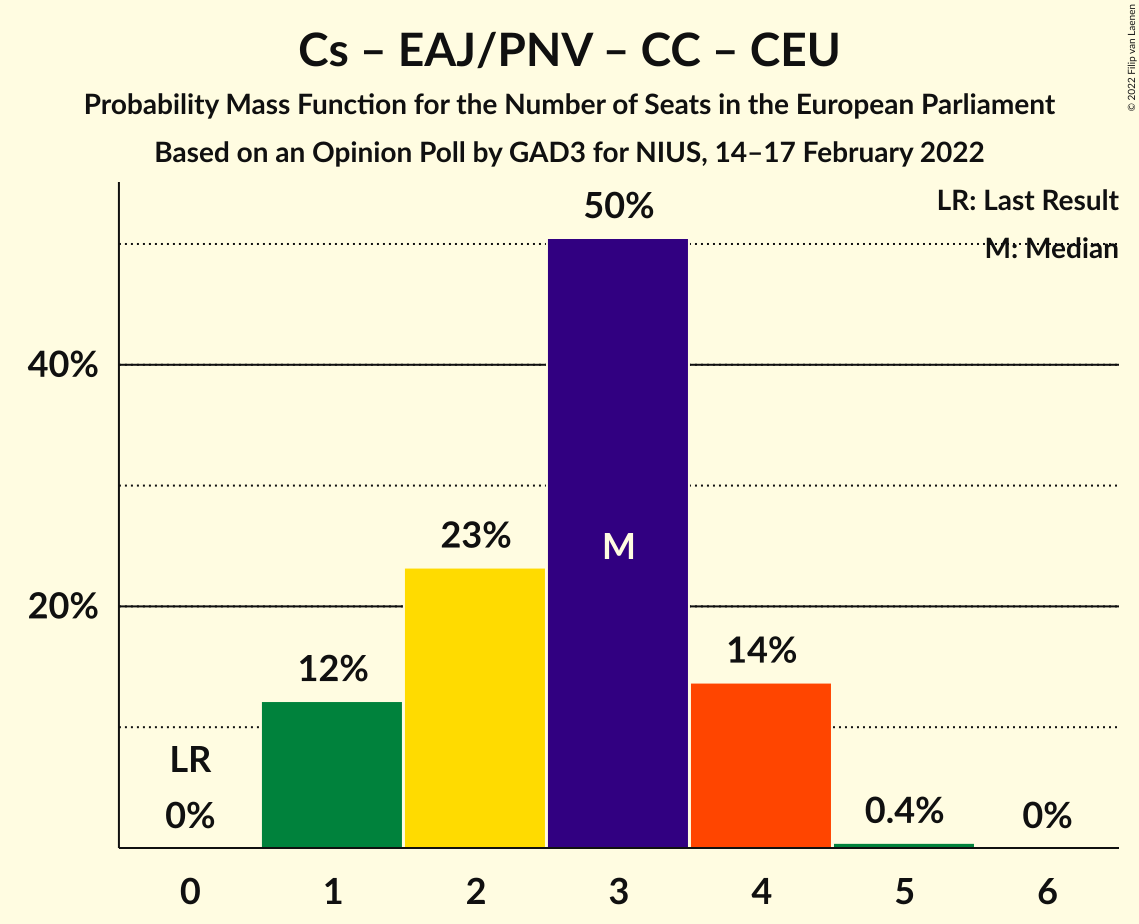 Cs – EAJ/PNV – CC – CEU
Probability Mass Function for the Number of Seats in the European Parliament
Based on an Opinion Poll by GAD3 for NIUS, 14–17 February 2022
© 2022 Filip van Laenen
LR: Last Result
M: Median
50%
40%
23%
M
20%
12%
14%
LR
0%
0.4%
0%
0 1 2 3 4 5 6